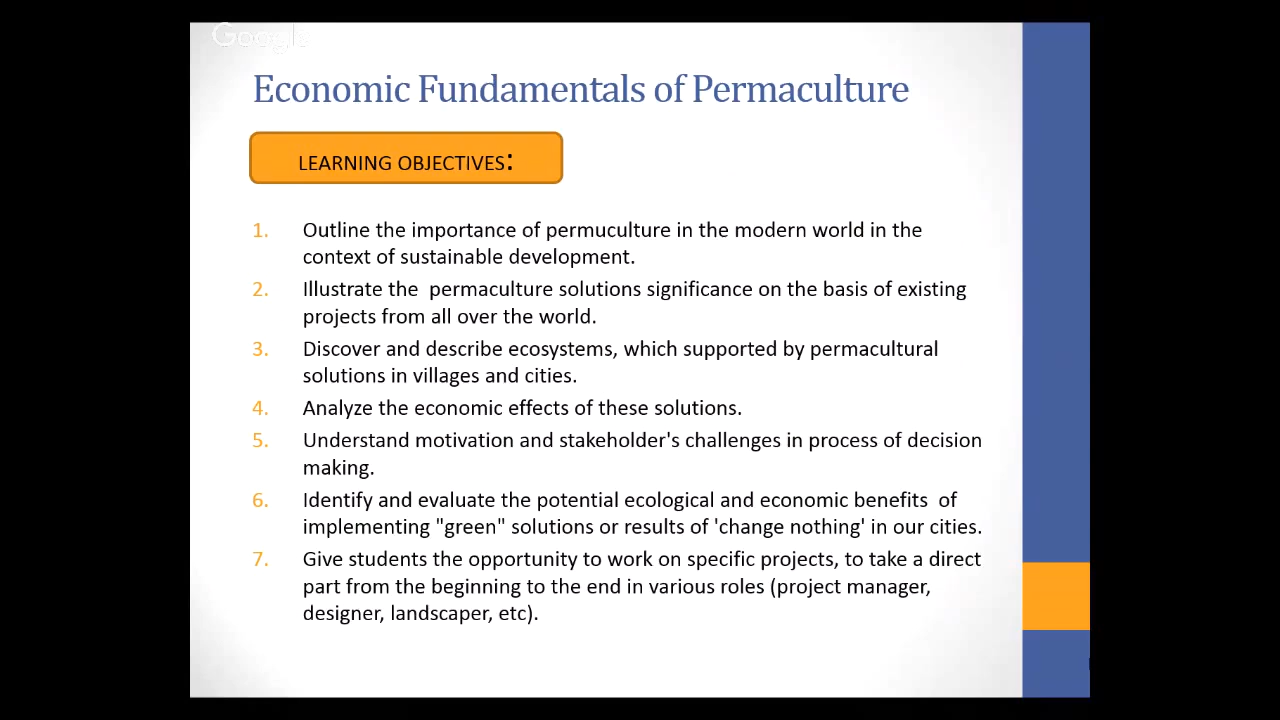 Google
Economic Fundamentals of Permaculture
LEARNING OBJECTIVES:
1. Outline the importance of permuculture in the modern world in the
context of sustainable development.
2. Illustrate the permaculture solutions significance on the basis of existing
projects from all over the world.
3. Discover and describe ecosystems, which supported by permacultural
solutions in villages and cities.
4. Analyze the economic effects of these solutions.
5. Understand motivation and stakeholder's challenges in process of decision
making.
6. Identify and evaluate the potential ecological and economic benefits of
implementing "green" solutions or results of 'change nothing' in our cities.
7. Give students the opportunity to work on specific projects, to take a direct
part from the beginning to the end in various roles (project manager,
designer, landscaper, etc).